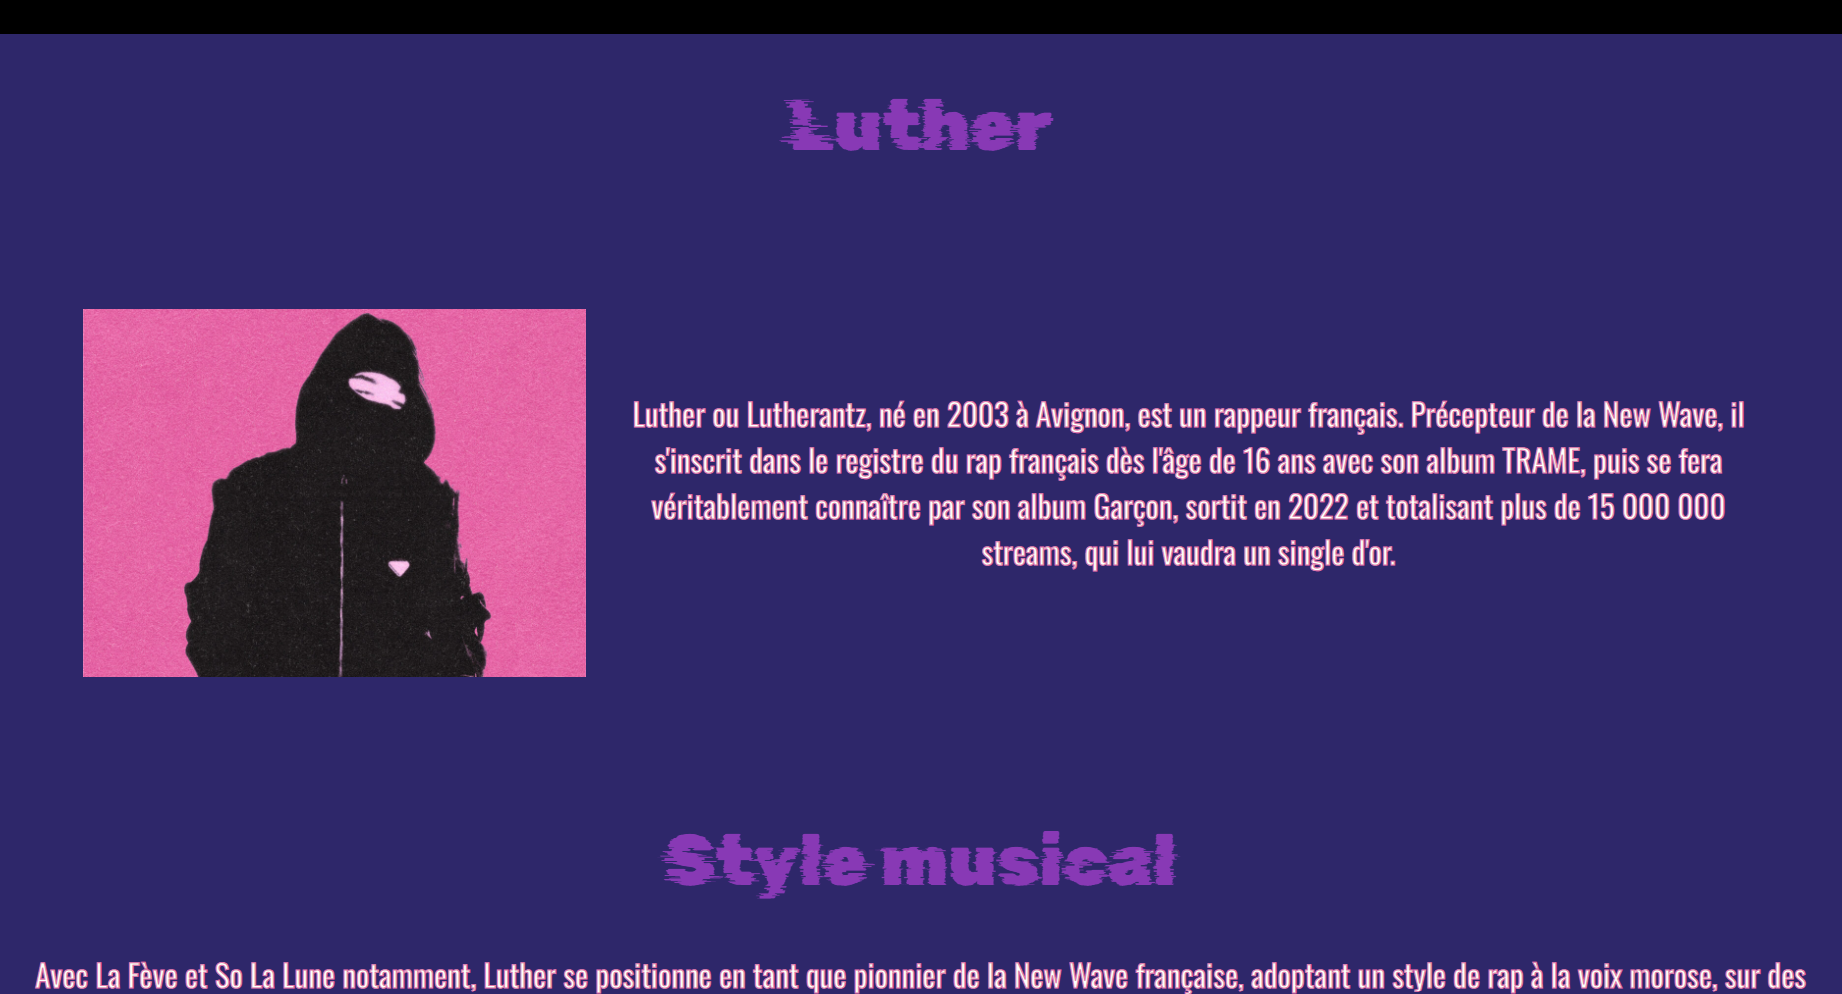 Luther
Luther ou Lutherantz, né en 2003 à Avignon, est un rappeur français. Précepteur de la New Wave, il
s'inscrit dans le registre du rap français dès l'âge de 16 ans avec son album TRAME, puis se fera
véritablement connaître par son album Garçon, sortit en 2022 et totalisant plus de 15 000 000
streams, qui lui vaudra un single d'or.
Style musical
Avec La Fève et So La Lune notamment, Luther se positionne en tant que pionnier de la New Wave française, adoptant un style de rap à la voix morose, sur des